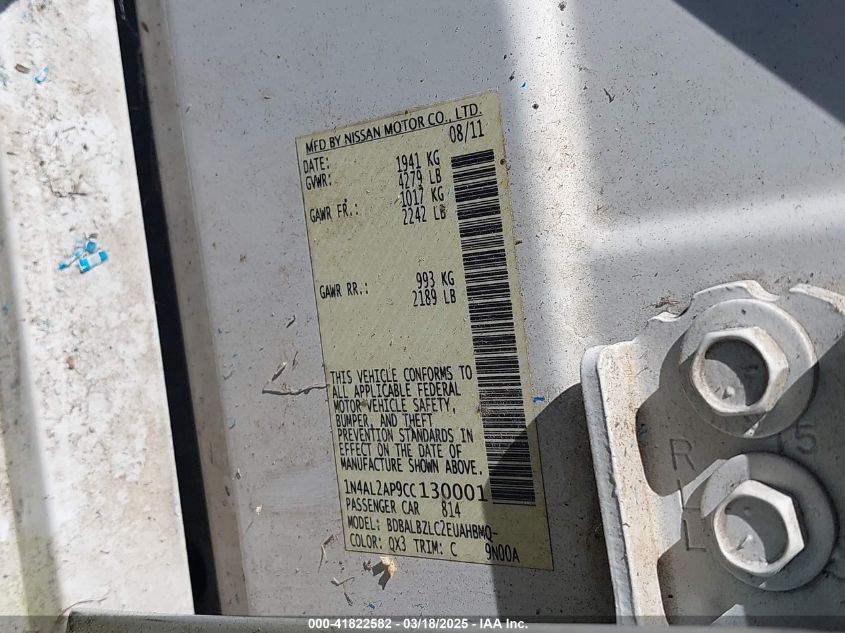 MFD BY NISSAN MOTOR CO., LTD.
DATE: 08/11
GVWR: 1941 KG
4279 LB
GAWR FR.: 1017 KG
2242 LB
GAWR RR.: 993 KG
2189 LB
THIS VEHICLE CONFORMS TO
ALL APPLICABLE FEDERAL
MOTOR VEHICLE SAFETY,
BUMPER, AND THEFT
PREVENTION STANDARDS IN
EFFECT ON THE DATE OF
MANUFACTURE SHOWN ABOVE.
1N4AL2AP9CC130001
PASSENGER CAR 814
MODEL: BDBALBZLC2EUAHBMQ-
COLOR: QX3 TRIM: C 9N00A
15
R
H
L
000-41822582 - 03/18/2025 - IAA Inc.